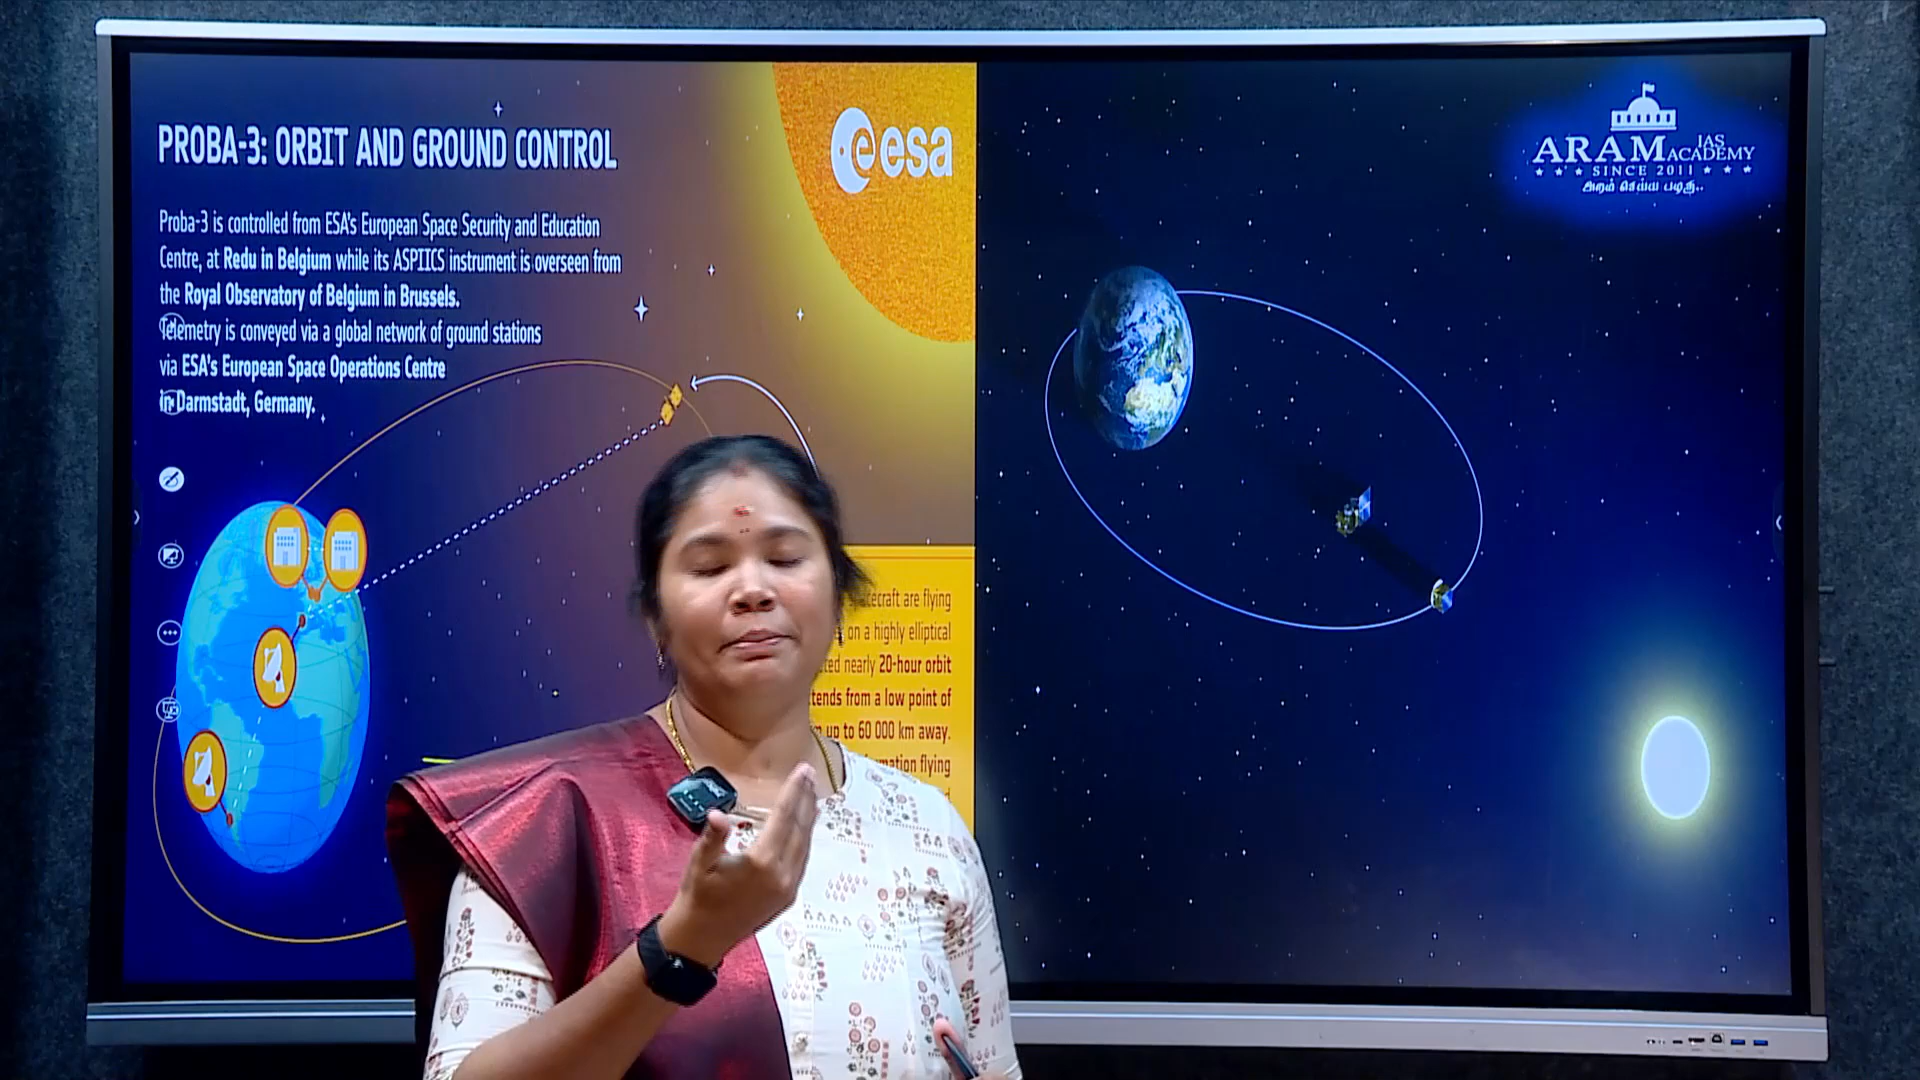 PROBA-3: ORBIT AND GROUND CONTROL
esa
Proba-3 is controlled from ESA's European Space Security and Education
Centre, at Redu in Belgium while its ASPIICS instrument is overseen from
the Royal Observatory of Belgium in Brussels.
Telemetry is conveyed via a global network of ground stations
via ESA's European Space Operations Centre
in Darmstadt, Germany.
are flying
on a highly elliptical
nearly 20-hour orbit
from a low point of
up to 60 000 km away.
flying
ARAM IAS
ACADEMY
SINCE 2011
அறம் செய்ய பழகு..